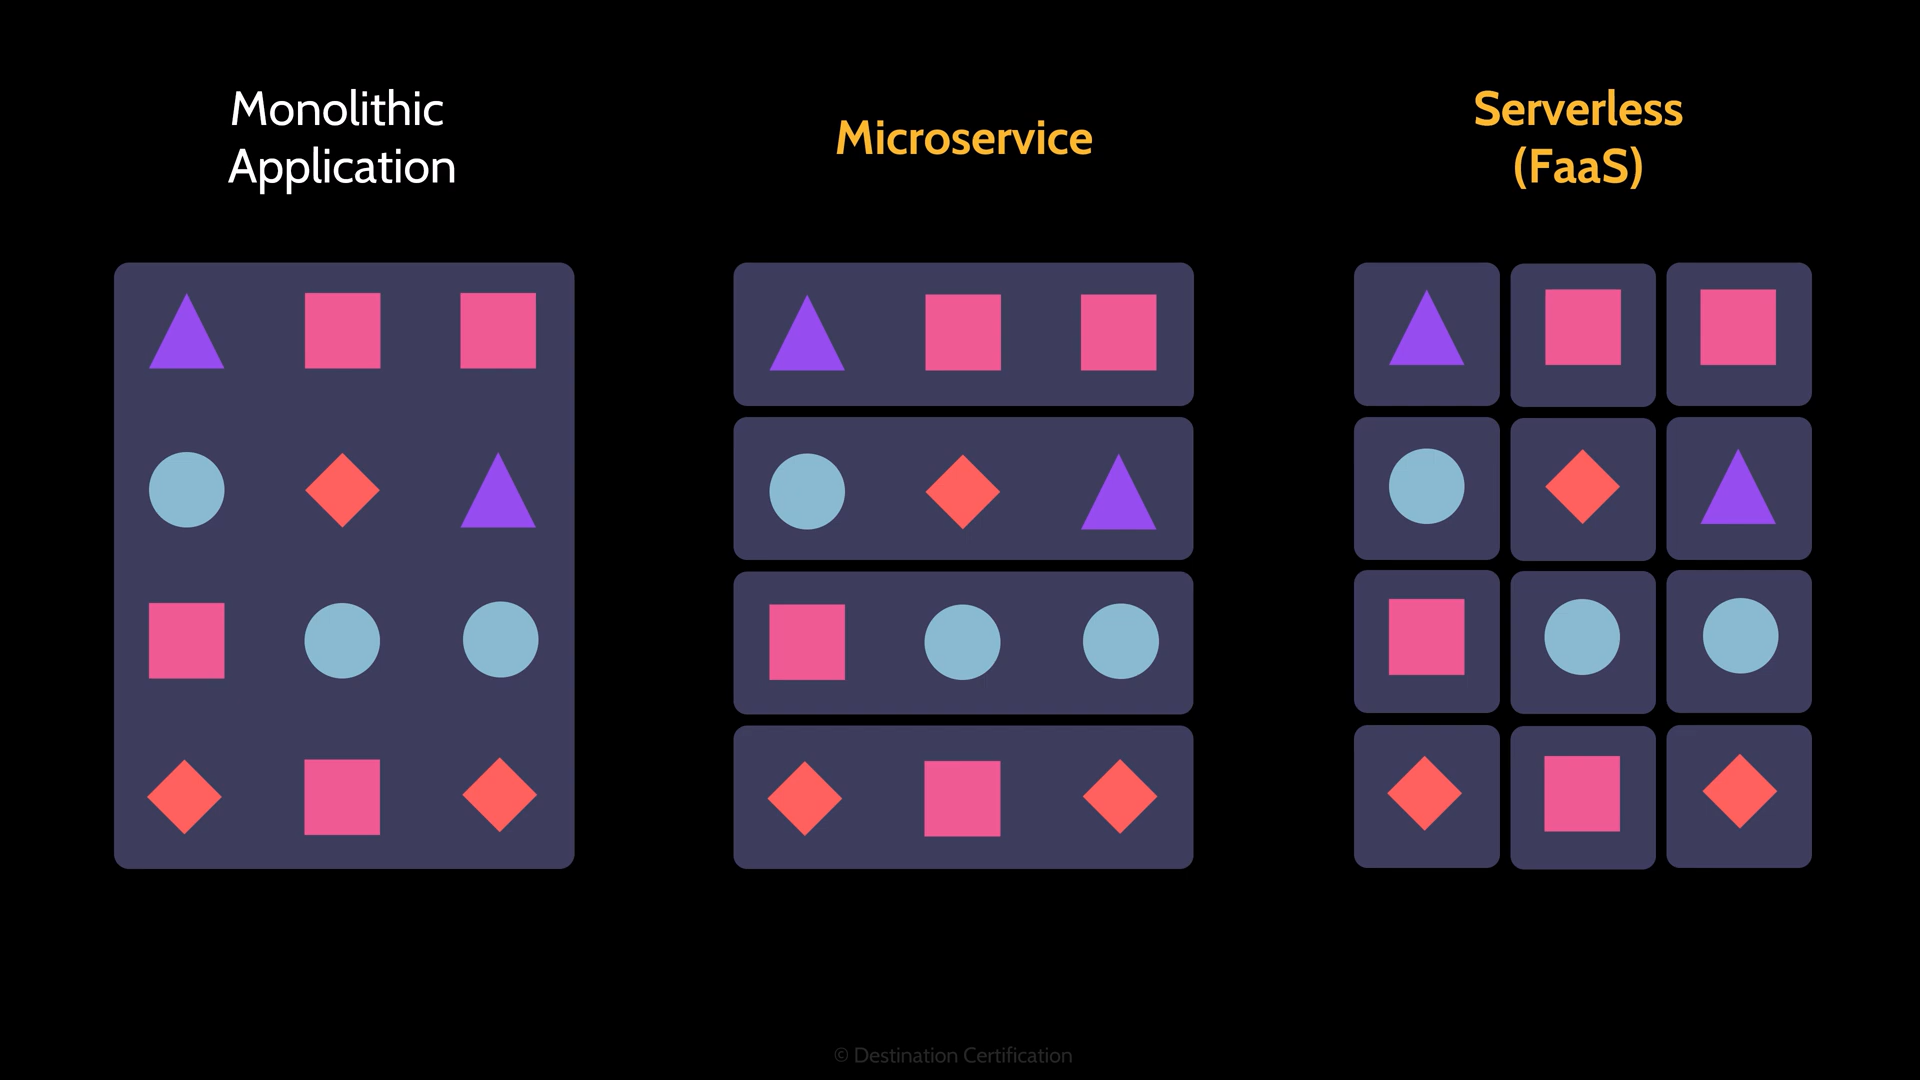 Monolithic
Application
Microservice
Serverless
(FaaS)
© Destination Certification